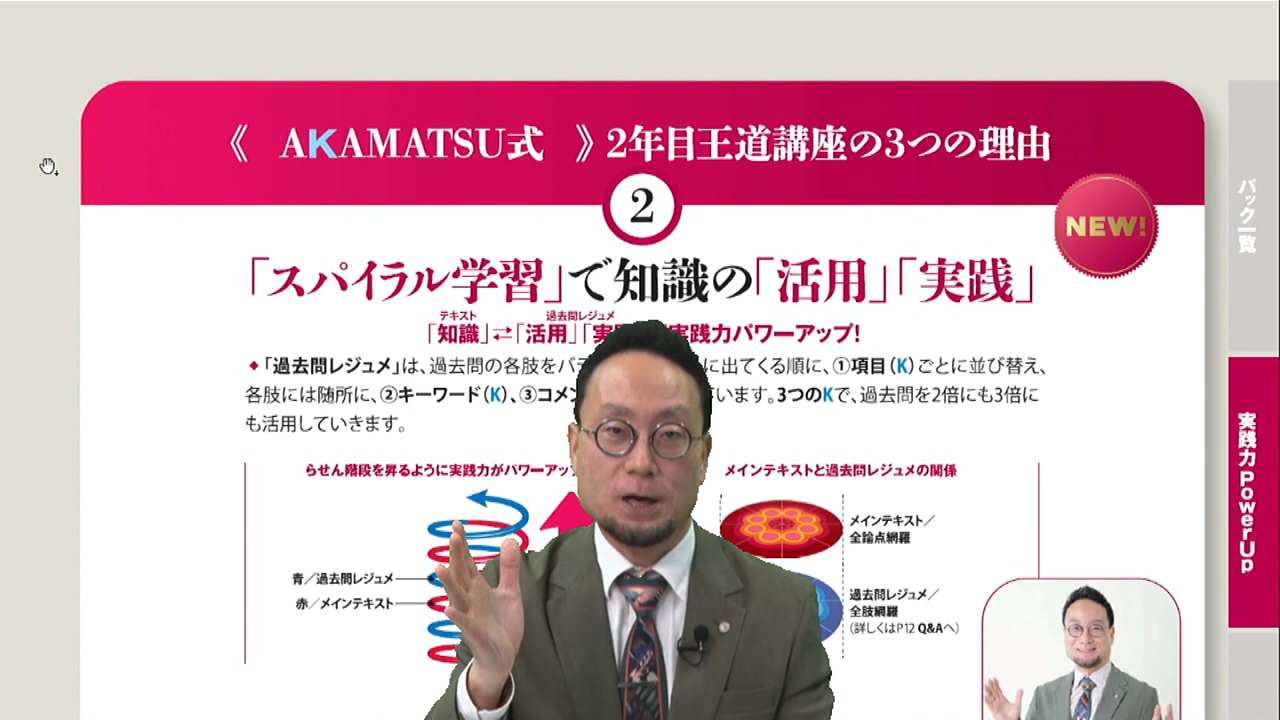 《 AKAMATSU式 》2年目王道講座の3つの理由
2
NEW!
「スパイラル学習」で知識の「活用」「実践」
テキスト 過去問レジュメ
「知識」⇄「活用」「実 実践力パワーアップ!
◆「過去問レジュメ」は、過去問の各肢をバラ に出てくる順に、①項目(K)ごとに並び替え、
各肢には随所に、②キーワード(K)、③コメン います。3つのKで、過去問を2倍にも3倍に
も活用していきます。
らせん階段を昇るように実践力がパワーアッ
メインテキストと過去問レジュメの関係
メインテキスト/
全論点網羅
青/過去問レジュメ
赤/メインテキスト
過去問レジュメ/
全肢網羅
(詳しくはP12 Q&Aへ)
パック一覧
実践力PowerUp